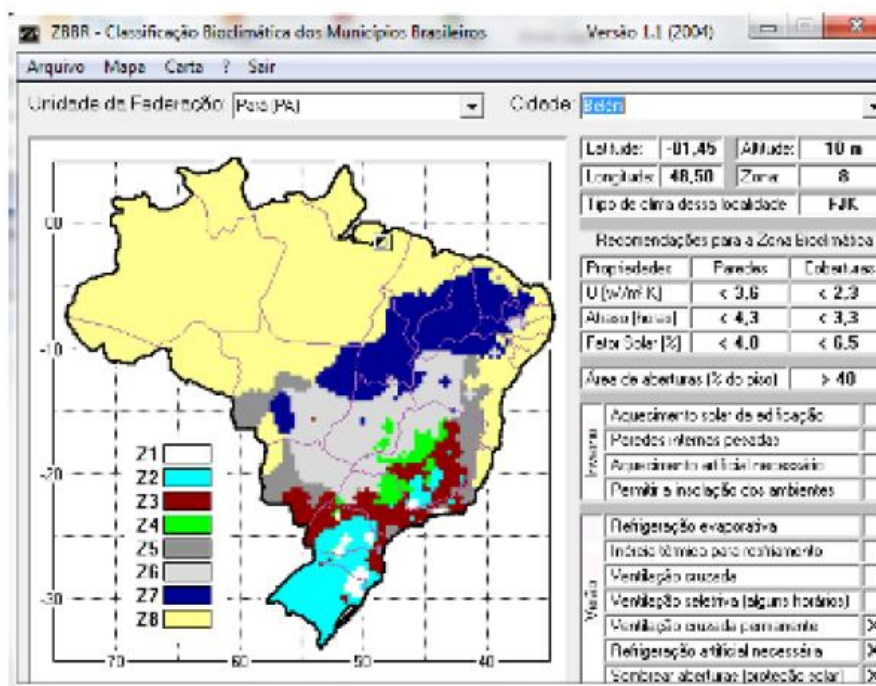 ZBBR - Classificação Bioclimática dos Municípios Brasileiros Versão 1.1 (2004)
Arquivo Mapa Carta ? Sair
Unidade da Federação: Pará (PA) Cidade: Belém
Latitude: -01,45 Altitude: 10 m
Longitude: 48,50 Zona: 8
Tipo de clima dessa localidade FJK
Recomendações para a Zona Bioclimática
Propriedades Paredes Coberturas
U (W/m² K) < 3,6 < 2,3
Atraso (horas) < 4,3 < 3,3
Fator Solar (%) < 4.0 < 6.5
Área de aberturas (% do piso) > 40
Inverno
Aquecimento solar da edificação
Paredes internas pesadas
Aquecimento artificial necessário
Permitir a insolação dos ambientes
Verão
Refrigeração evaporativa
Inércia térmica para resfriamento
Ventilação cruzada
Ventilação seletiva (alguns horários)
Ventilação cruzada permanente X
Refrigeração artificial necessária X
Sombrear aberturas (proteção solar) X
00
-10
-20
-30
70 60 50 40
Z1
Z2
Z3
Z4
Z5
Z6
Z7
Z8